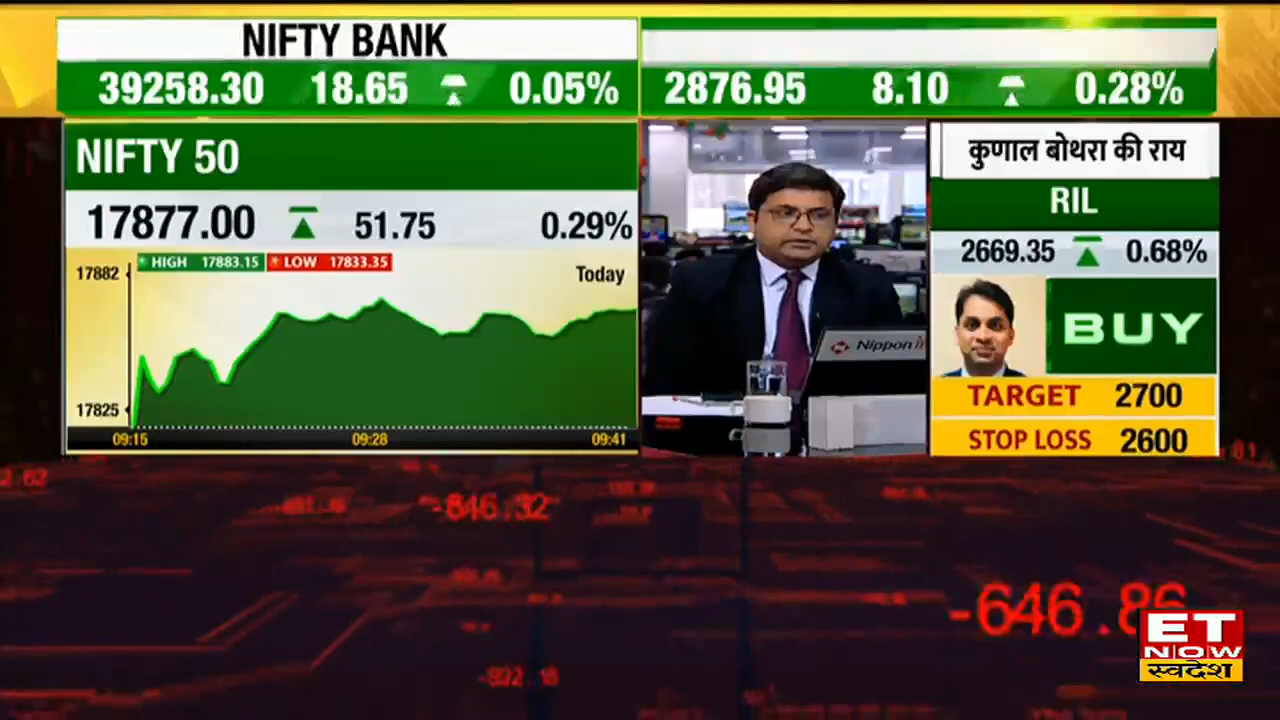 NIFTY BANK
39258.30 18.65 0.05%
2876.95 8.10 0.28%
NIFTY 50
17877.00 51.75 0.29%
HIGH 17883.15 LOW 17833.35
Today
17882
17825
09:15 09:28 09:41
Nippon
कुणाल बोथरा की राय
RIL
2669.35 0.68%
BUY
TARGET 2700
STOP LOSS 2600
-846.32
-646.86
ET
NOW
स्वदेश